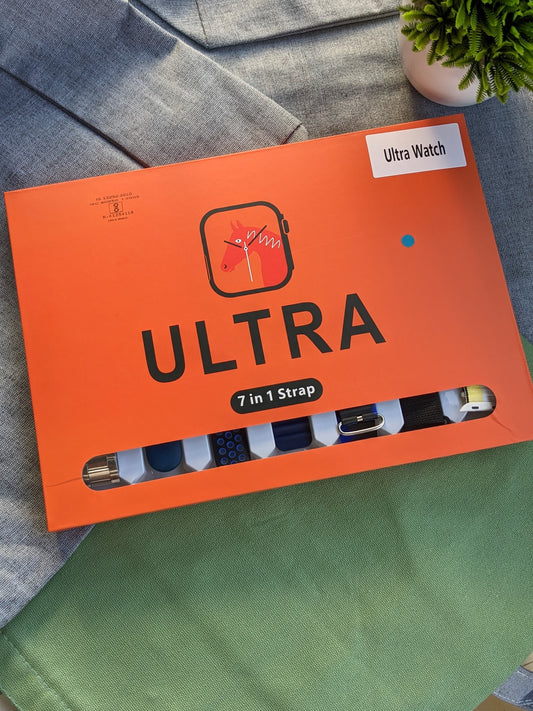 Ultra Watch
ULTRA
7 in 1 Strap